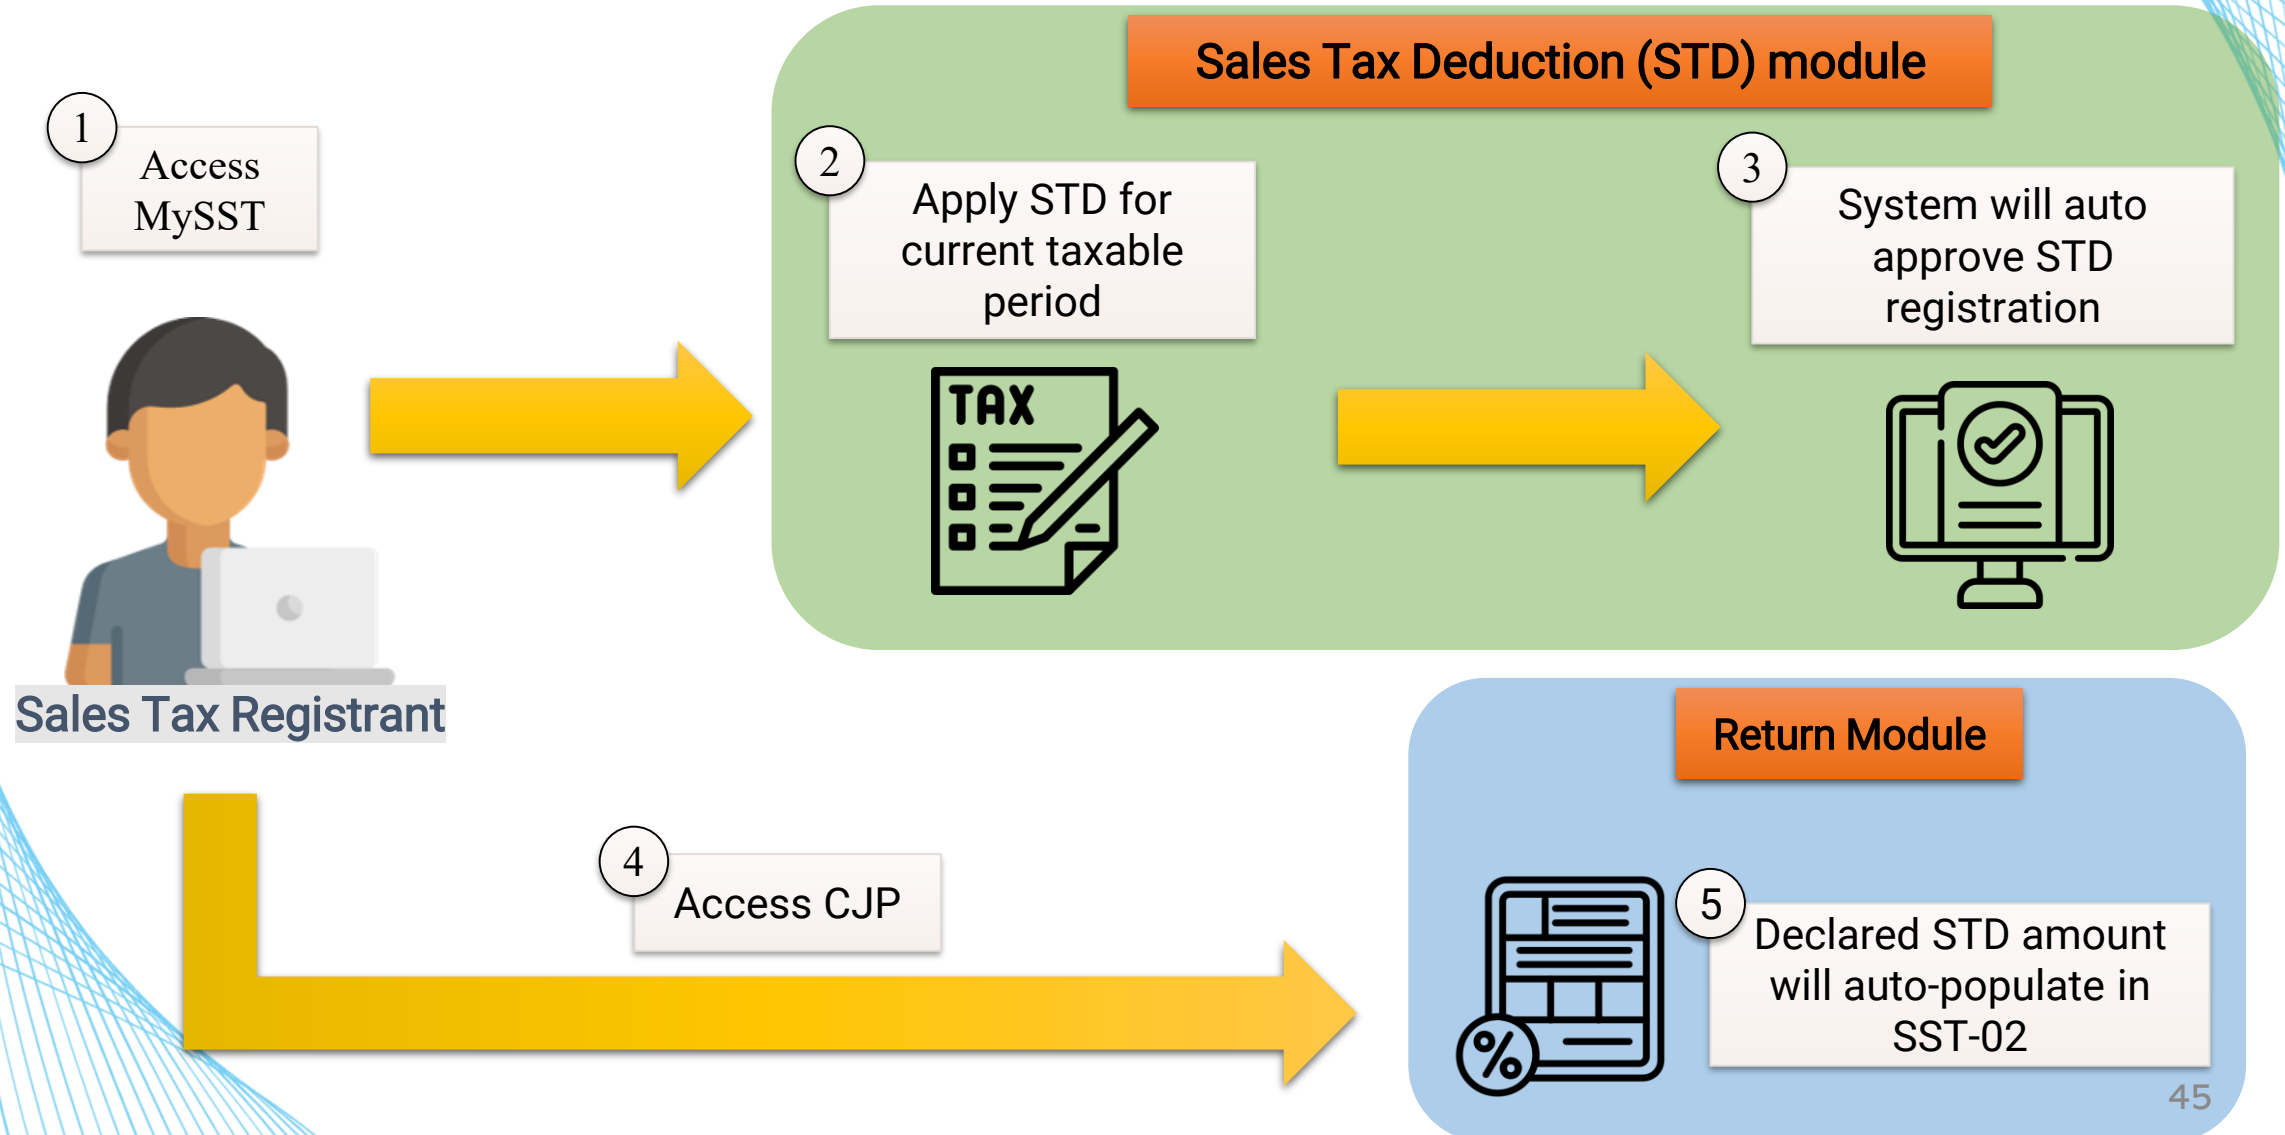 Sales Tax Deduction (STD) module
1
Access
MySST
2
Apply STD for
current taxable
period
3
System will auto
approve STD
registration
TAX
Sales Tax Registrant
4
Access CJP
Return Module
5
Declared STD amount
will auto-populate in
SST-02
%
45